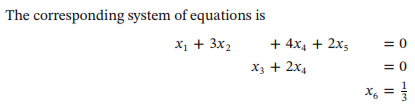 The corresponding system of equations is
x₁ + 3x₂ + 4x₄ + 2x₅ = 0
x₃ + 2x₄ = 0
x₆ = 1/3